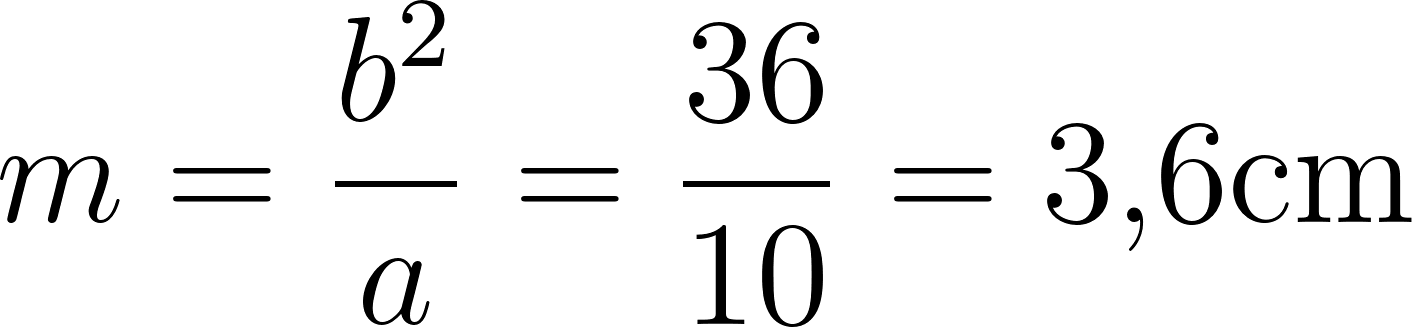 m = b²/a = 36/10 = 3,6cm